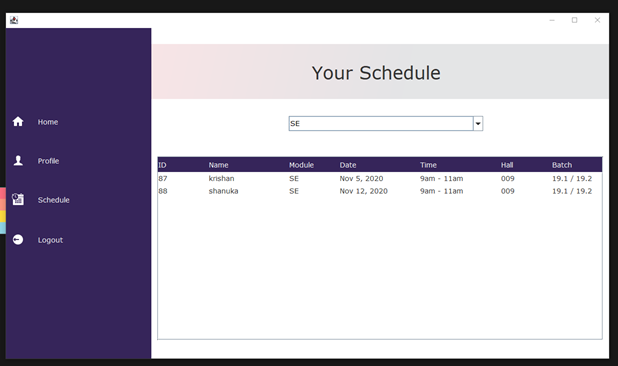 Your Schedule
Home
Profile
Schedule
Logout
SE
ID Name Module Date Time Hall Batch
87 krishan SE Nov 5, 2020 9am - 11am 009 19.1 / 19.2
88 shanuka SE Nov 12, 2020 9am - 11am 009 19.1 / 19.2